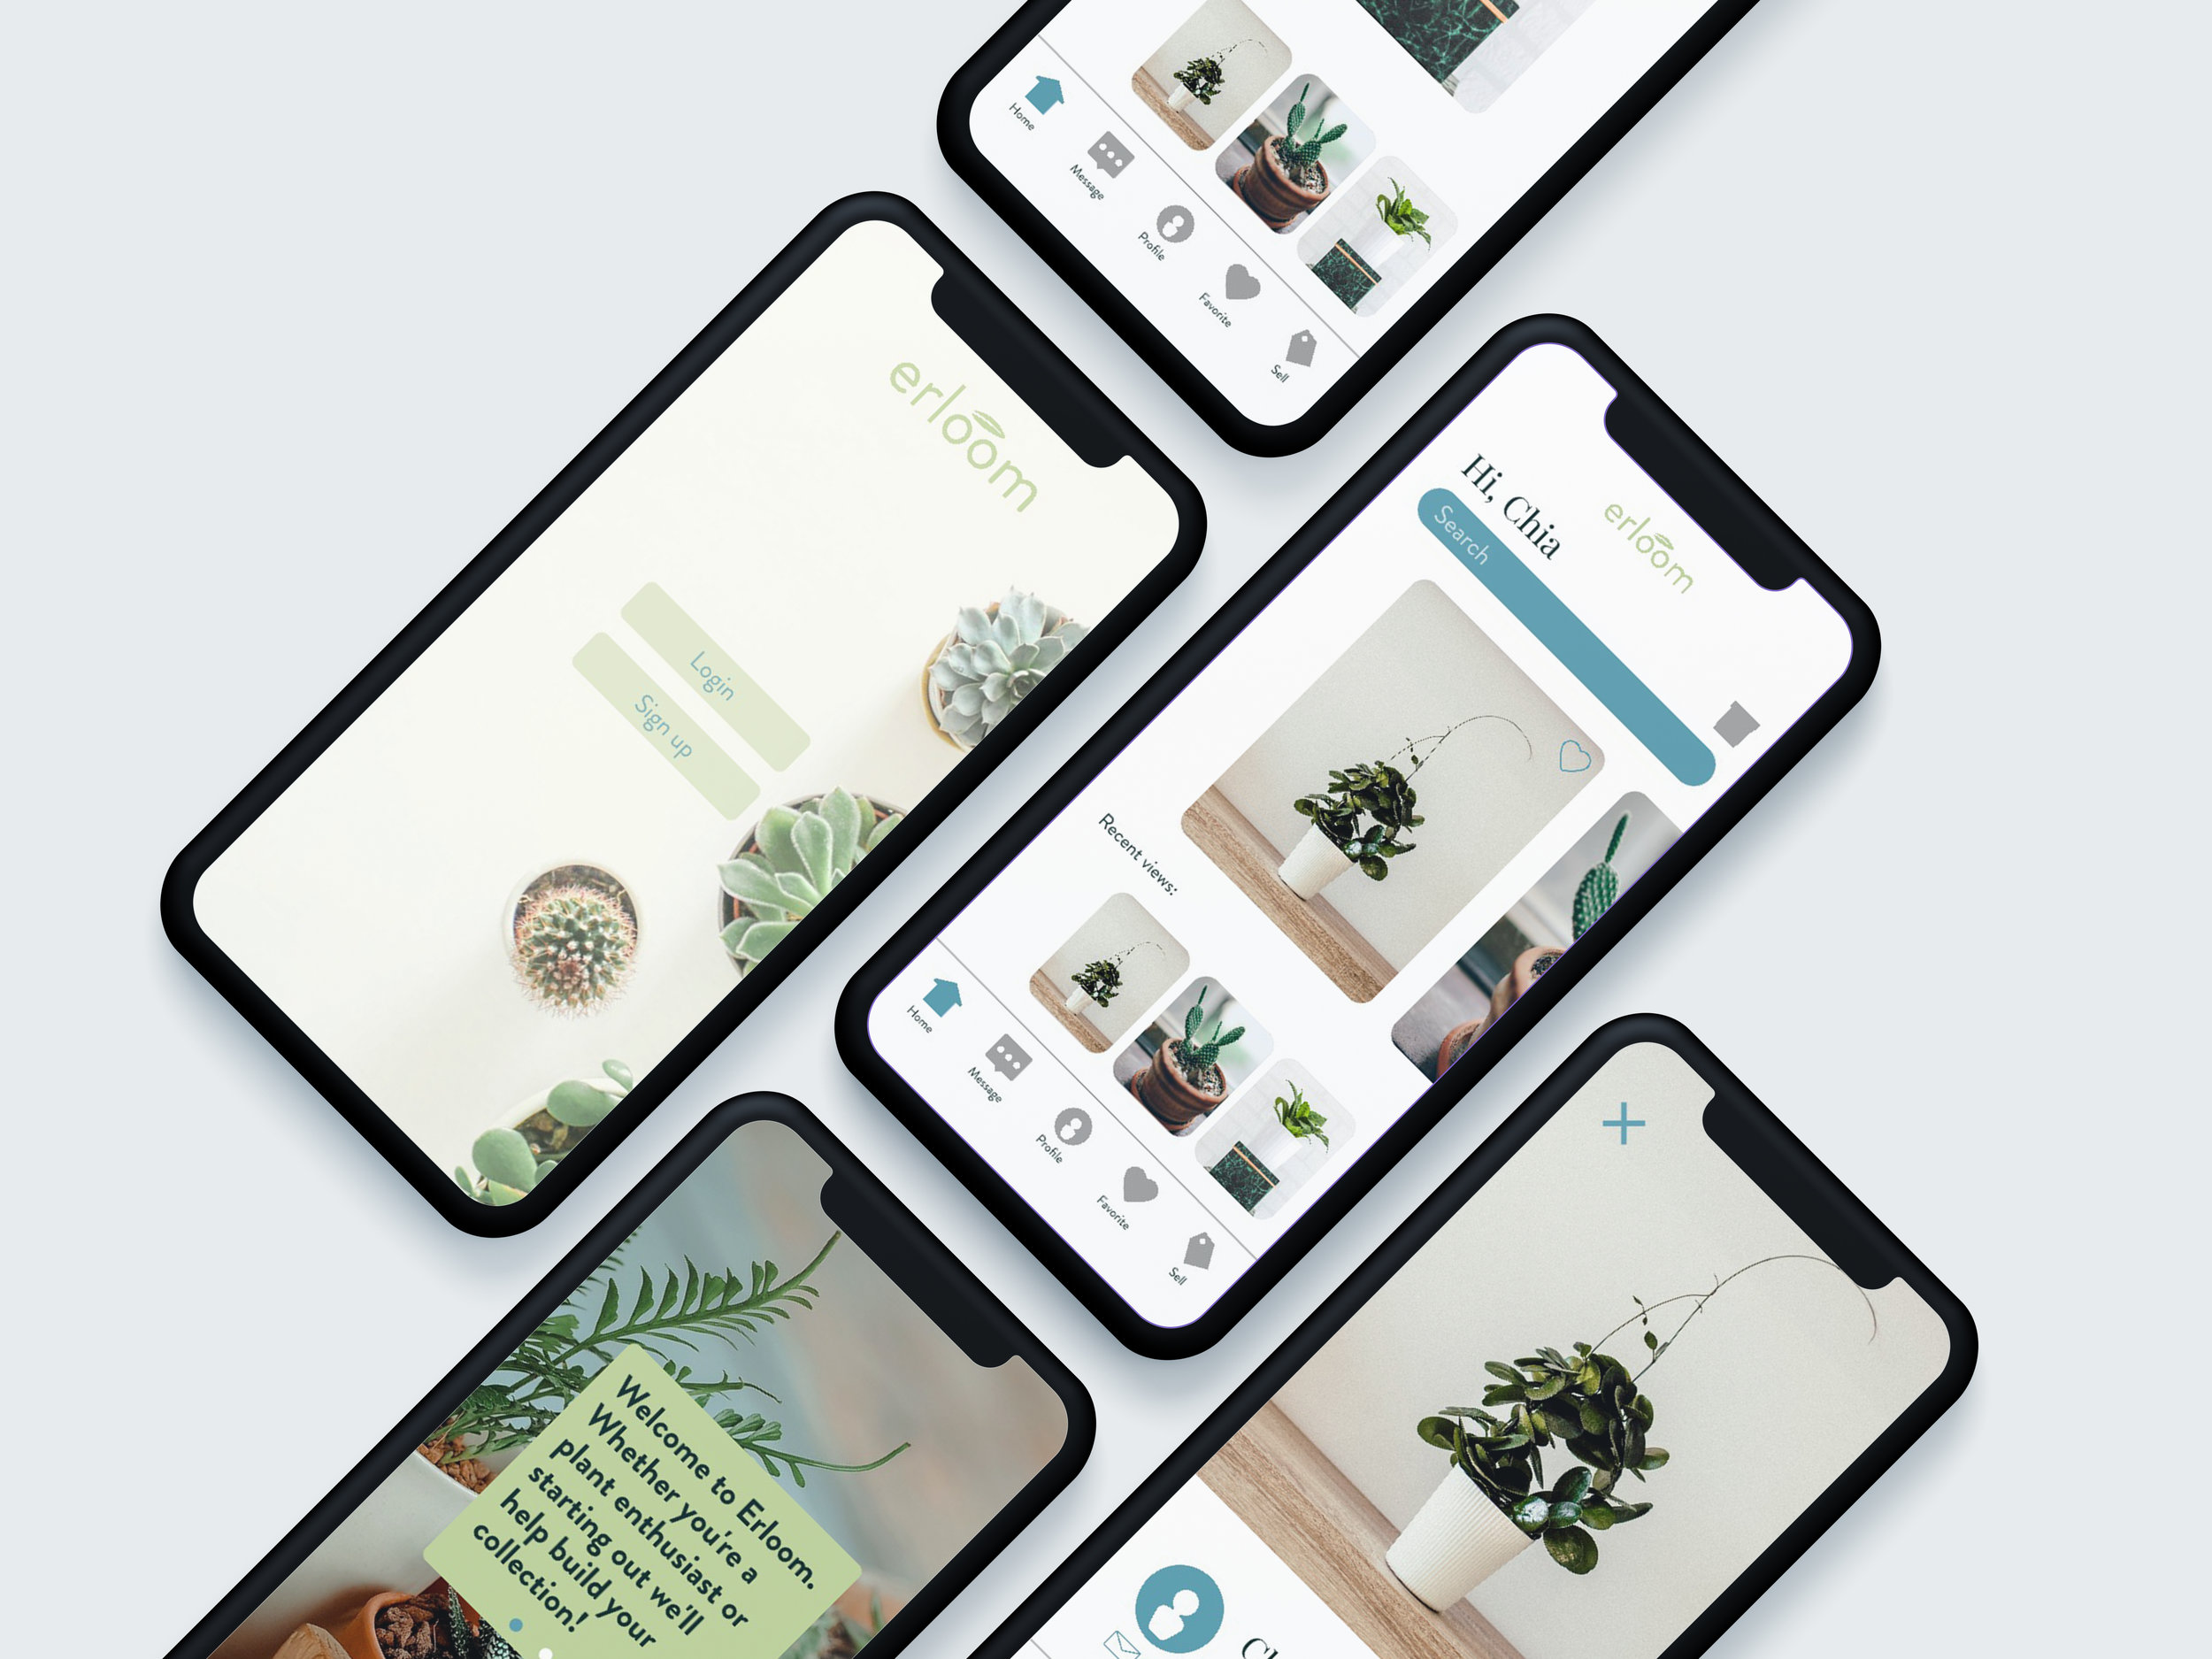 Home
Message
Profile
Favorite
Sell
erloom
Login
Sign up
erloom
Hi, Chia
Search
Recent views:
Home
Message
Profile
Favorite
Sell
Welcome to Erloom.
Whether you're a
plant enthusiast or
starting out we'll
help build your
collection!